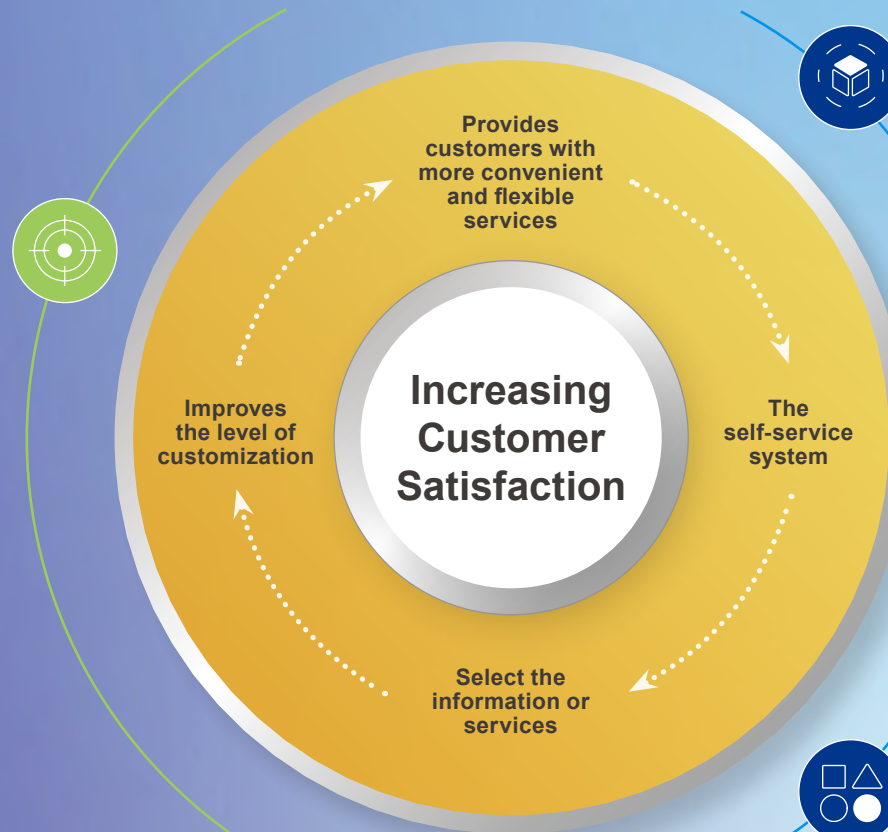 Provides
customers with
more convenient
and flexible
services
Increasing
Customer
Satisfaction
Improves
the level of
customization
The
self-service
system
Select the
information or
services